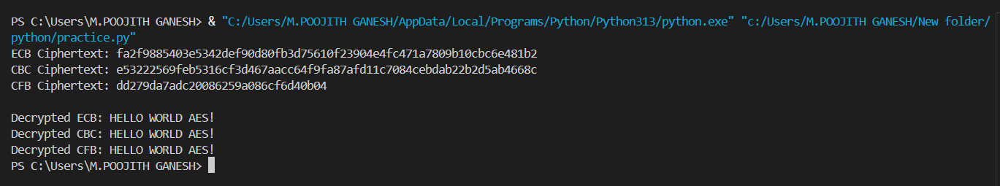 PS C:\Users\M.POOJITH GANESH> & "C:/Users/M.POOJITH GANESH/AppData/Local/Programs/Python/Python313/python.exe" "c:/Users/M.POOJITH GANESH/New folder/
python/practice.py"
ECB Ciphertext: fa2f9885403e5342def90d80fb3d75610f23904e4fc471a7809b10cbc6e481b2
CBC Ciphertext: e53222569feb5316cf3d467aacc64f9fa87afd11c7084cebdab22b2d5ab4668c
CFB Ciphertext: dd279da7adc20086259a086cf6d40b04
Decrypted ECB: HELLO WORLD AES!
Decrypted CBC: HELLO WORLD AES!
Decrypted CFB: HELLO WORLD AES!
PS C:\Users\M.POOJITH GANESH>